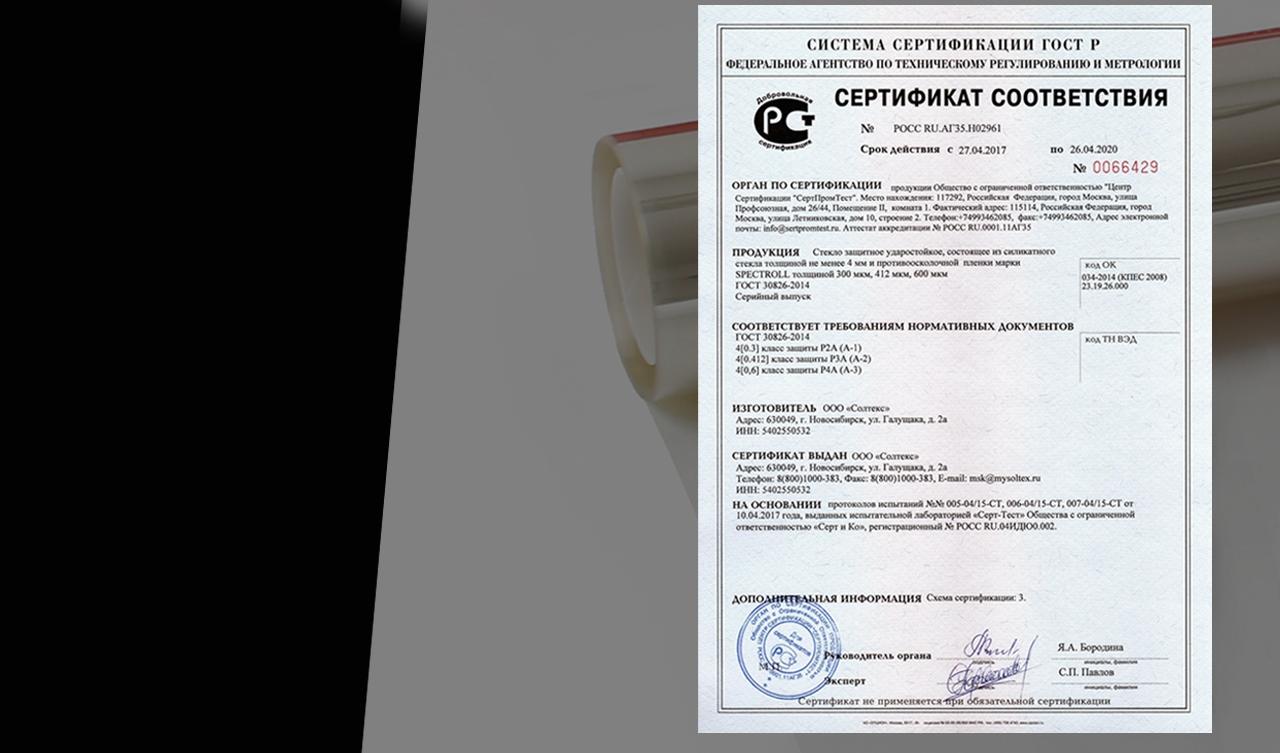 СИСТЕМА СЕРТИФИКАЦИИ ГОСТ Р
ФЕДЕРАЛЬНОЕ АГЕНТСТВО ПО ТЕХНИЧЕСКОМУ РЕГУЛИРОВАНИЮ И МЕТРОЛОГИИ
Добровольная
РСТ
сертификация
СЕРТИФИКАТ СООТВЕТСТВИЯ
№ РОСС RU.АГ35.Н02961
Срок действия с 27.04.2017 по 26.04.2020
№ 0066429
ОРГАН ПО СЕРТИФИКАЦИИ продукции Общество с ограниченной ответственностью "Центр
Сертификации "СертПромТест". Место нахождения: 117292, Российская Федерация, город Москва, улица
Профсоюзная, дом 26/44, Помещение II, комната 1. Фактический адрес: 115114, Российская Федерация, город
Москва, улица Летниковская, дом 10, строение 2. Телефон:+74993462085, факс:+74993462085, Адрес электронной
почты: info@sertpromtest.ru. Аттестат аккредитации № РОСС RU.0001.11АГ35
ПРОДУКЦИЯ Стекло защитное ударостойкое, состоящее из силикатного
стекла толщиной не менее 4 мм и противоосколочной пленки марки
SPECTROLL толщиной 300 мкм, 412 мкм, 600 мкм
ГОСТ 30826-2014
Серийный выпуск
код ОК
034-2014 (КПЕС 2008)
23.19.26.000
СООТВЕТСТВУЕТ ТРЕБОВАНИЯМ НОРМАТИВНЫХ ДОКУМЕНТОВ
ГОСТ 30826-2014
4[0.3] класс защиты Р2А (А-1)
4[0.412] класс защиты Р3А (А-2)
4[0,6] класс защиты Р4А (А-3)
код ТН ВЭД
ИЗГОТОВИТЕЛЬ ООО «Солтекс»
Адрес: 630049, г. Новосибирск, ул. Галущака, д. 2а
ИНН: 5402550532
СЕРТИФИКАТ ВЫДАН ООО «Солтекс»
Адрес: 630049, г. Новосибирск, ул. Галущака, д. 2а
Телефон: 8(800)1000-383, Факс: 8(800)1000-383, E-mail: msk@mysoltex.ru
ИНН: 5402550532
НА ОСНОВАНИИ протоколов испытаний №№ 005-04/15-СТ, 006-04/15-СТ, 007-04/15-СТ от
10.04.2017 года, выданных испытательной лабораторией «Серт-Тест» Общества с ограниченной
ответственностью «Серт и Ко», регистрационный № РОСС RU.04ИДЮ0.002.
ДОПОЛНИТЕЛЬНАЯ ИНФОРМАЦИЯ Схема сертификации: 3.
М.П.
Для
сертификатов
Руководитель органа
подпись
Я.А. Бородина
инициалы, фамилия
Эксперт
подпись
С.П. Павлов
инициалы, фамилия
Сертификат не применяется при обязательной сертификации